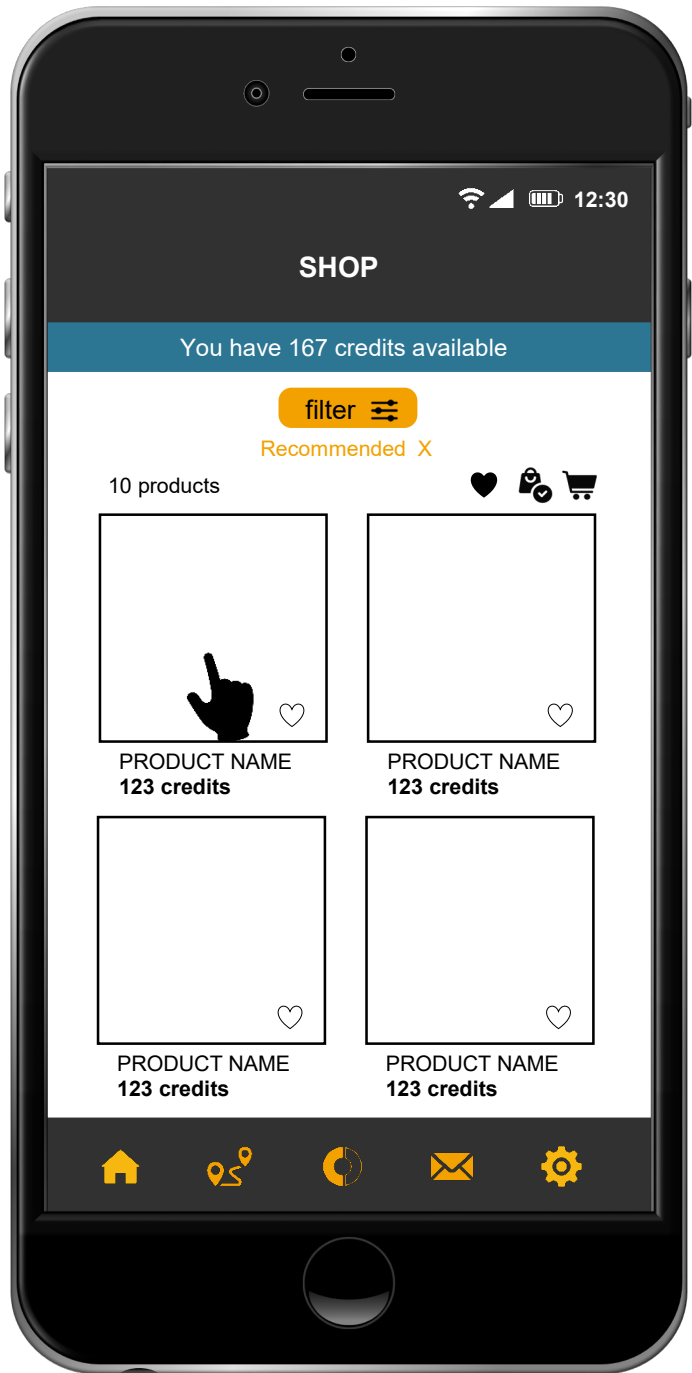 12:30
SHOP
You have 167 credits available
filter
Recommended X
10 products
PRODUCT NAME
123 credits
PRODUCT NAME
123 credits
PRODUCT NAME
123 credits
PRODUCT NAME
123 credits